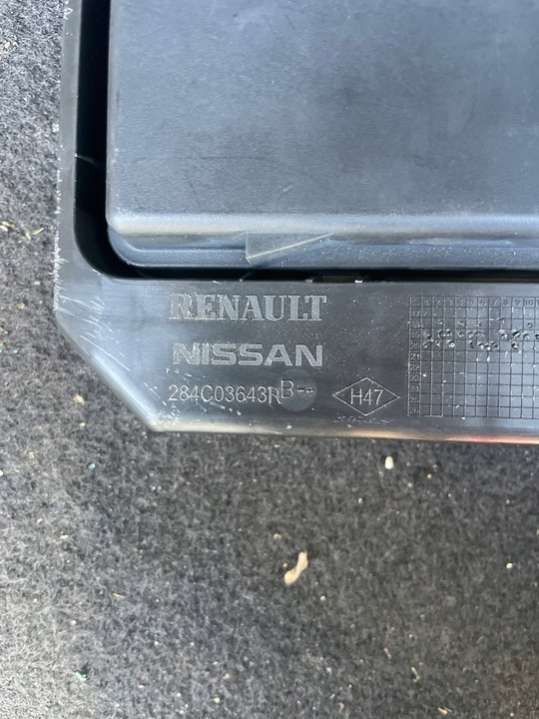 RENAULT
NISSAN
284C03643R B--
H47